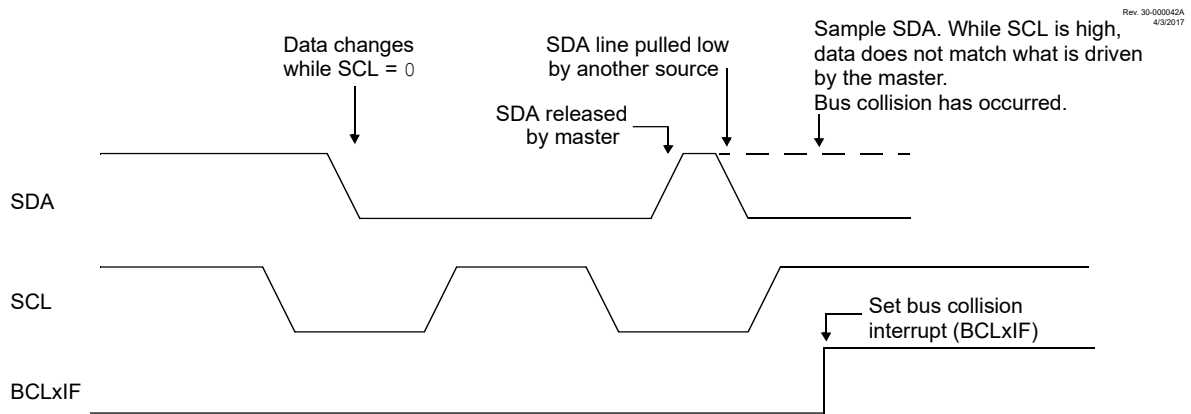 Rev. 30-000042A
4/3/2017
Data changes
while SCL = 0
SDA line pulled low
by another source
SDA released
by master
Sample SDA. While SCL is high,
data does not match what is driven
by the master.
Bus collision has occurred.
SDA
SCL
Set bus collision
interrupt (BCLxIF)
BCLxIF